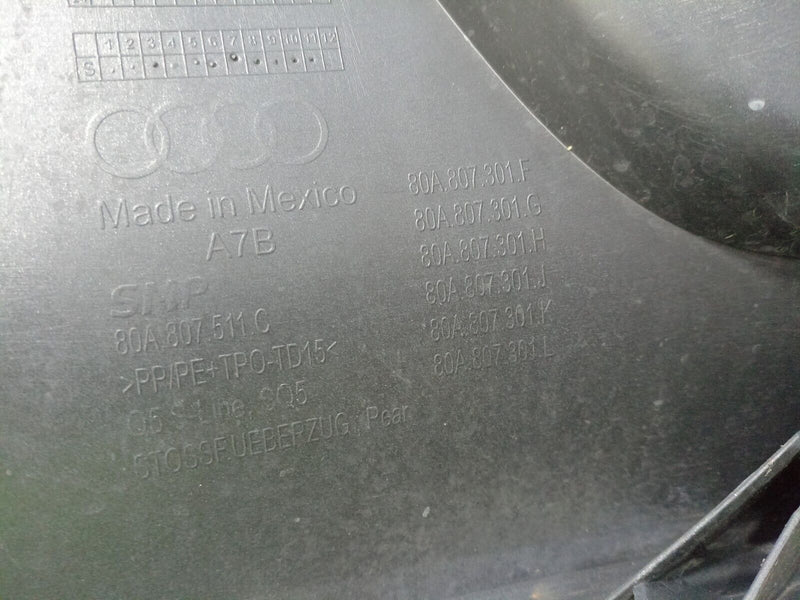 1 2 3 4 5 6 7 8 9 10 11 12
S
Made in Mexico
A7B
SMP
80A.807.511.C
>PP/PE+TPO-TD15<
Q5 S-Line, SQ5
STOSSF.UEBERZUG
80A.807.301.F
80A.807.301.G
80A.807.301.H
80A.807.301.J
80A.807.301.K
80A.807.301.L